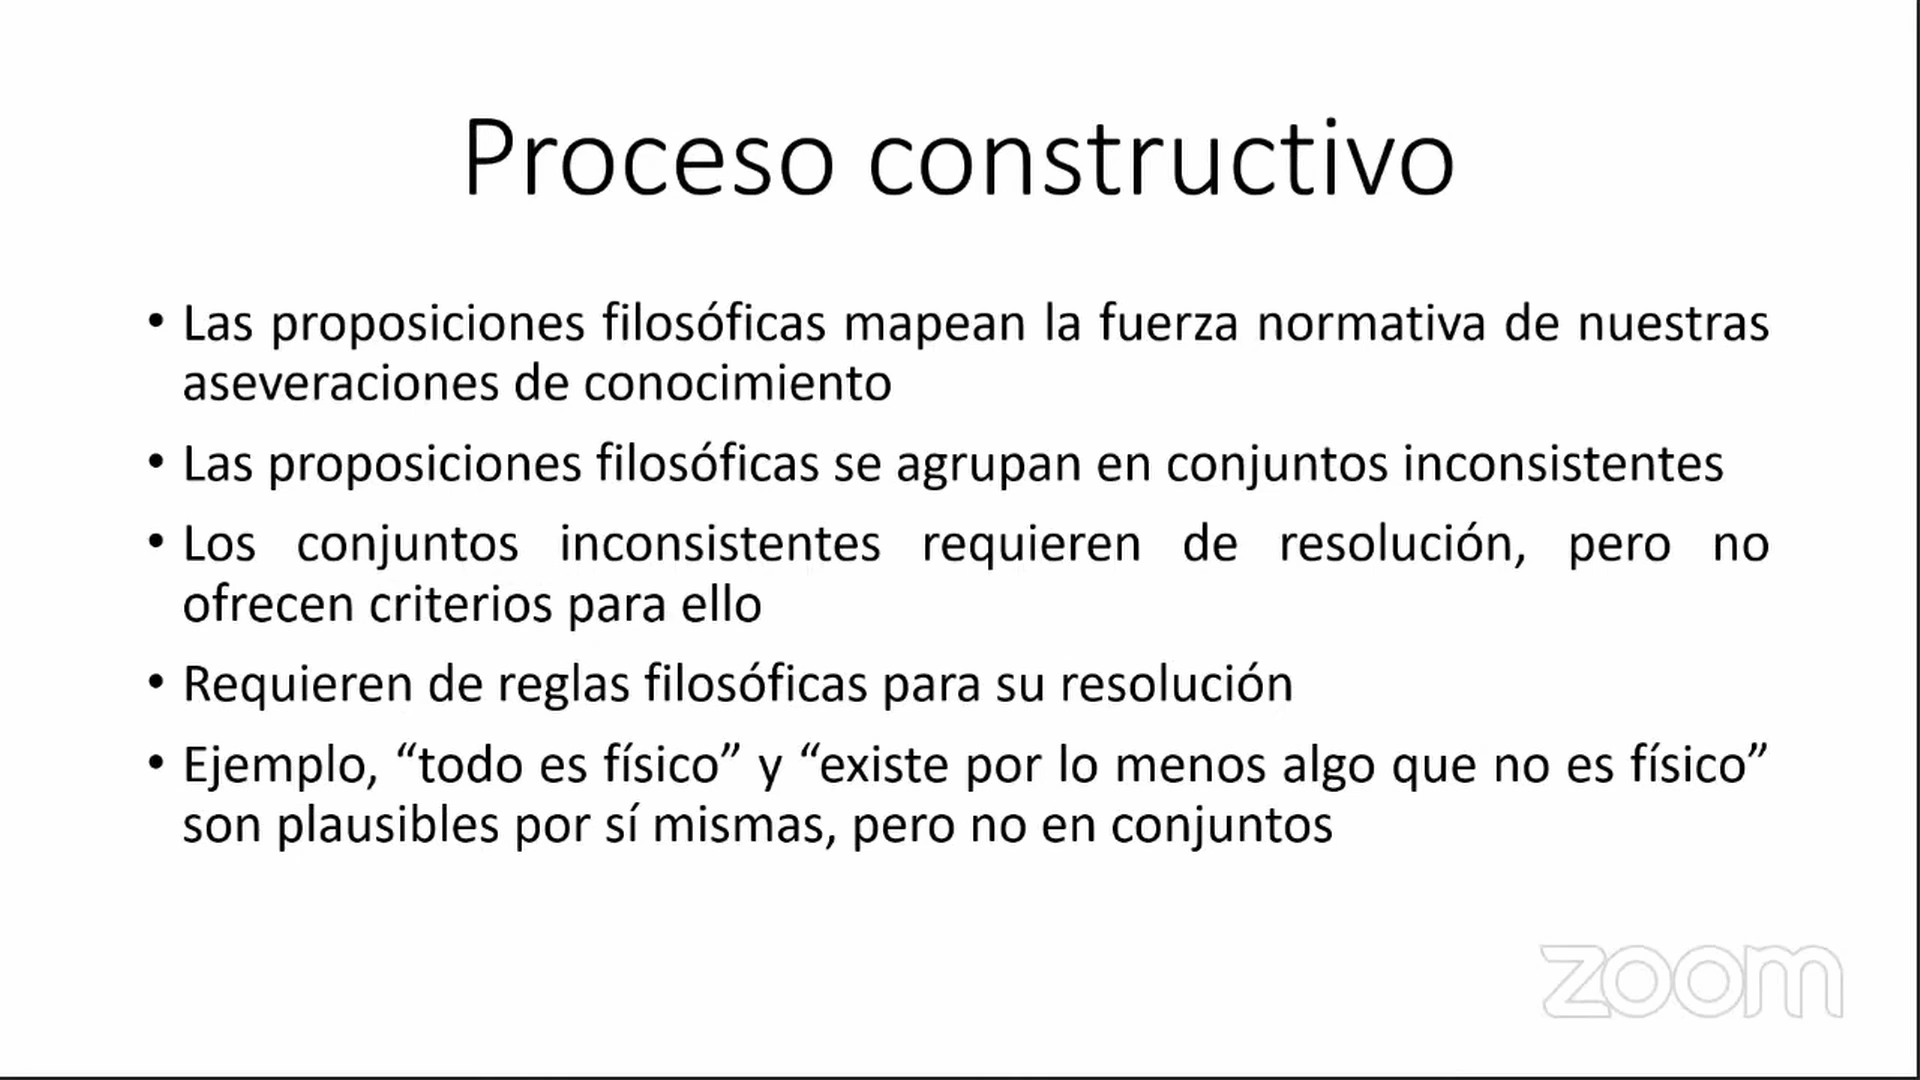 Proceso constructivo
• Las proposiciones filosóficas mapean la fuerza normativa de nuestras
aseveraciones de conocimiento
• Las proposiciones filosóficas se agrupan en conjuntos inconsistentes
• Los conjuntos inconsistentes requieren de resolución, pero no
ofrecen criterios para ello
• Requieren de reglas filosóficas para su resolución
• Ejemplo, “todo es físico” y “existe por lo menos algo que no es físico”
son plausibles por sí mismas, pero no en conjuntos
zoom